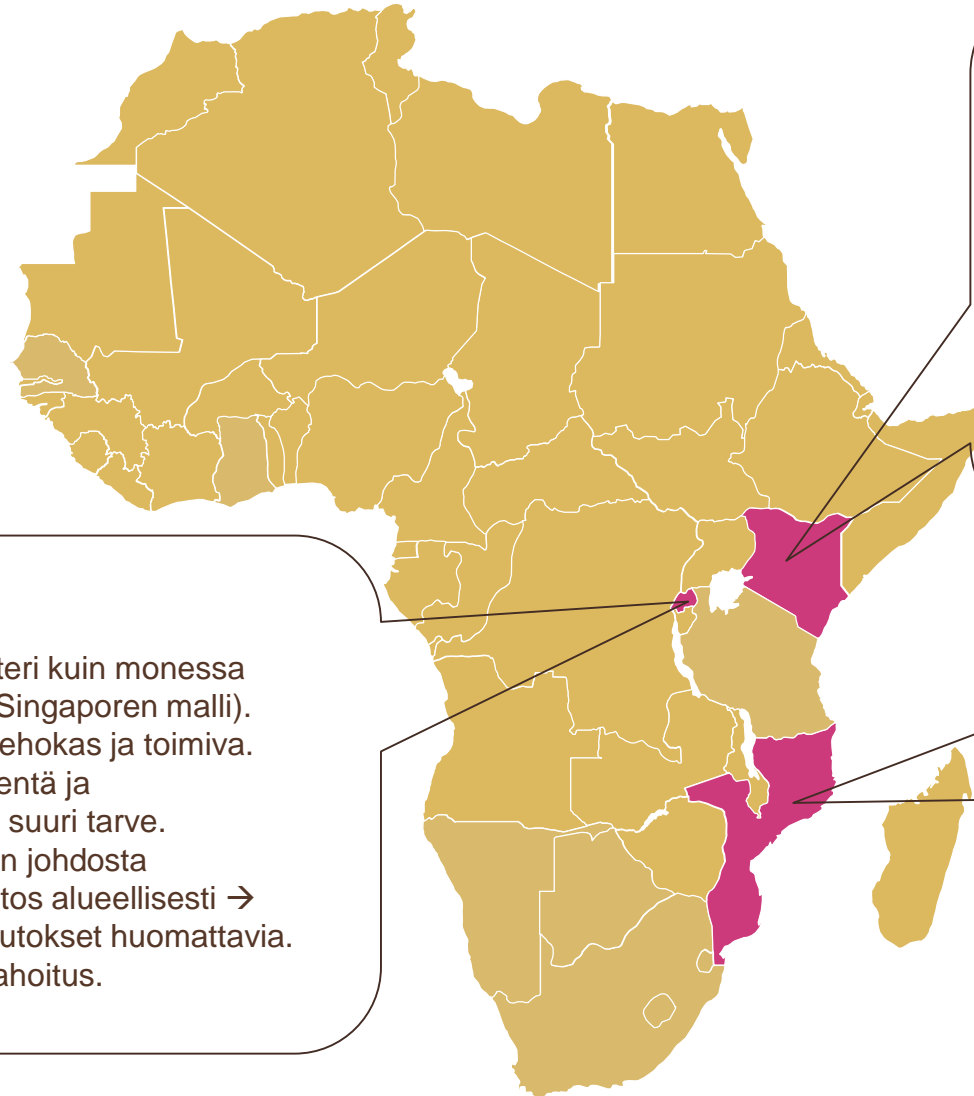 teri kuin monessa
Singaporen malli).
ehokas ja toimiva.
entä ja
suuri tarve.
n johdosta
tos alueellisesti →
utokset huomattavia.
ahoitus.